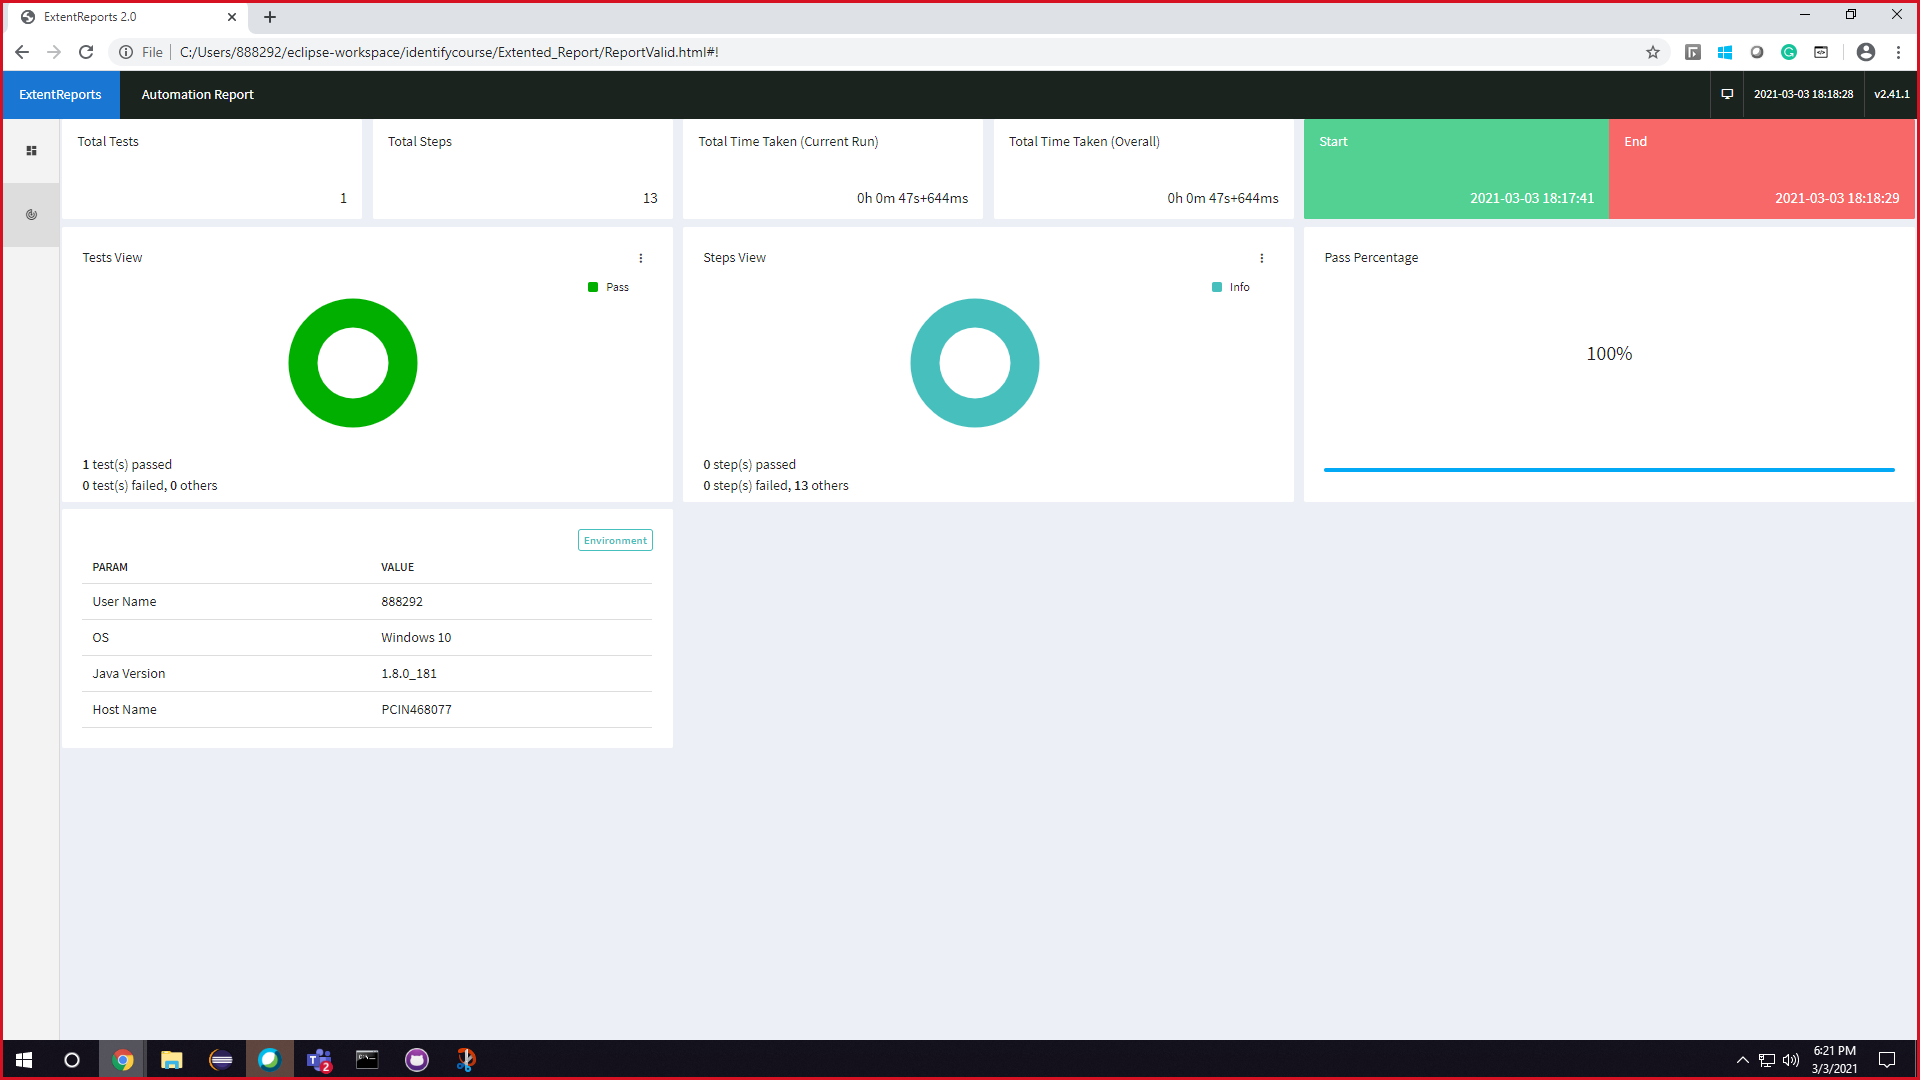 ExtentReports 2.0
File
C:/Users/888292/eclipse-workspace/identifycourse/Extented_Report/ReportValid.html#!
ExtentReports
Automation Report
2021-03-03 18:18:28
v2.41.1
Total Tests
1
Total Steps
13
Total Time Taken (Current Run)
0h 0m 47s+644ms
Total Time Taken (Overall)
0h 0m 47s+644ms
Start
2021-03-03 18:17:41
End
2021-03-03 18:18:29
Tests View
Pass
1 test(s) passed
0 test(s) failed, 0 others
Steps View
Info
0 step(s) passed
0 step(s) failed, 13 others
Pass Percentage
100%
Environment
PARAM VALUE
User Name 888292
OS Windows 10
Java Version 1.8.0_181
Host Name PCIN468077
2
6:21 PM
3/3/2021